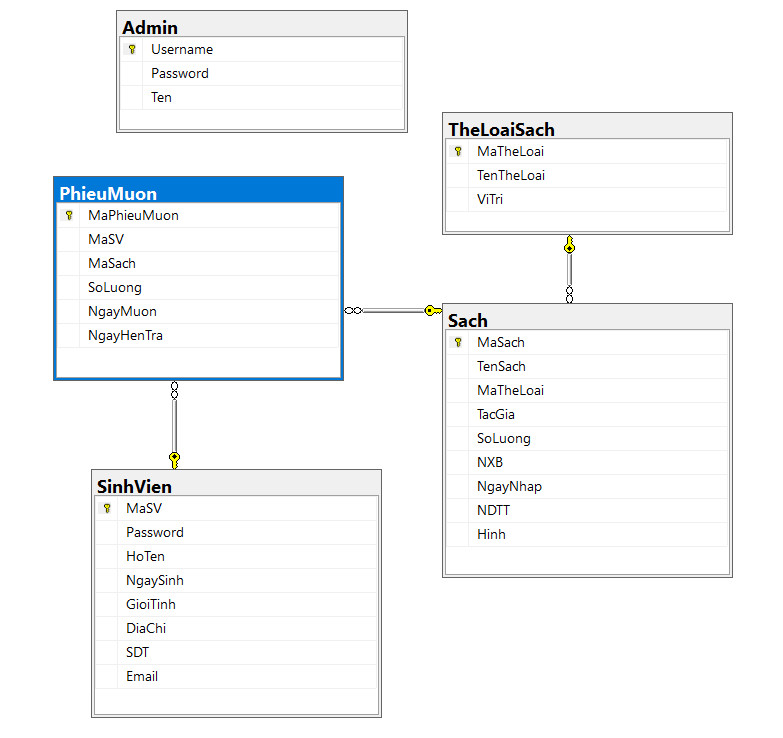 Admin
Username
Password
Ten
TheLoaiSach
MaTheLoai
TenTheLoai
ViTri
PhieuMuon
MaPhieuMuon
MaSV
MaSach
SoLuong
NgayMuon
NgayHenTra
Sach
MaSach
TenSach
MaTheLoai
TacGia
SoLuong
NXB
NgayNhap
NDTT
Hinh
SinhVien
MaSV
Password
HoTen
NgaySinh
GioiTinh
DiaChi
SDT
Email